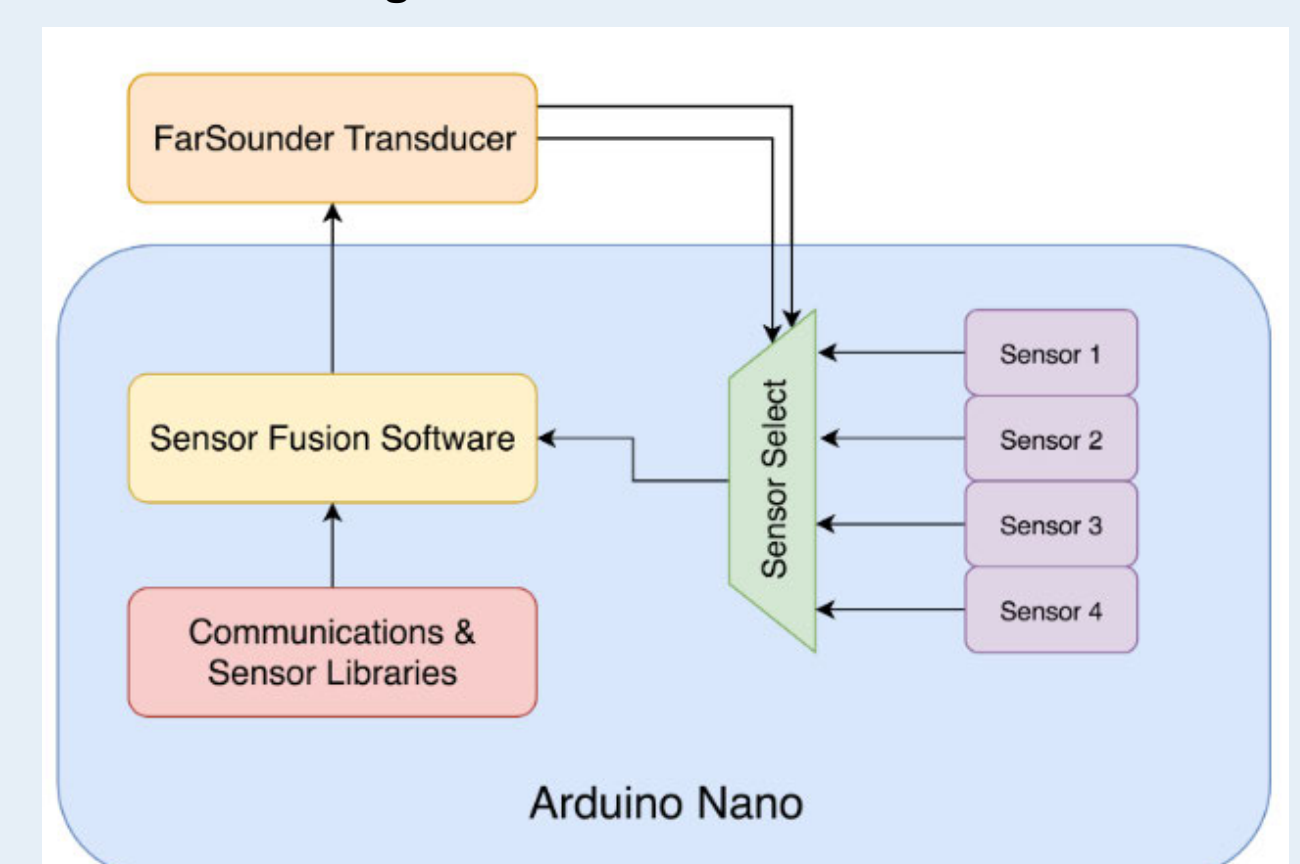 FarSounder Transducer
Sensor Fusion Software
Communications &
Sensor Libraries
Sensor Select
Sensor 1
Sensor 2
Sensor 3
Sensor 4
Arduino Nano